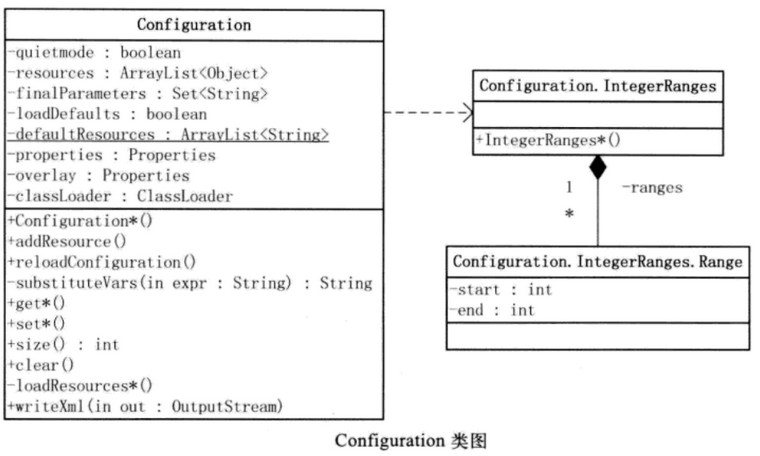 Configuration
-quietmode : boolean
-resources : ArrayList<Object>
-finalParameters : Set<String>
-loadDefaults : boolean
-defaultResources : ArrayList<String>
-properties : Properties
-overlay : Properties
-classLoader : ClassLoader
+Configuration*()
+addResource()
+reloadConfiguration()
-substituteVars(in expr : String) : String
+get*()
+set*()
+size() : int
+clear()
-loadResources*()
+writeXml(in out : OutputStream)
Configuration.IntegerRanges
+IntegerRanges*()
1
-ranges
*
Configuration.IntegerRanges.Range
-start : int
-end : int
Configuration 类图